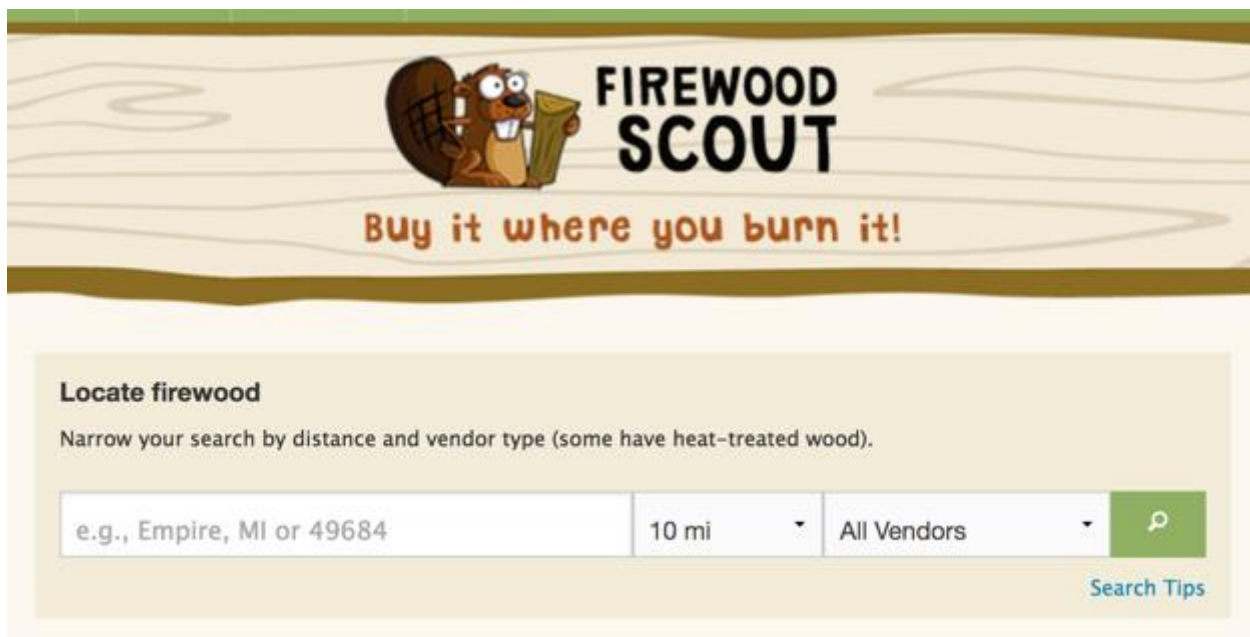 FIREWOOD
SCOUT
Buy it where you burn it!
Locate firewood
Narrow your search by distance and vendor type (some have heat-treated wood).
e.g., Empire, MI or 49684 10 mi All Vendors
Search Tips